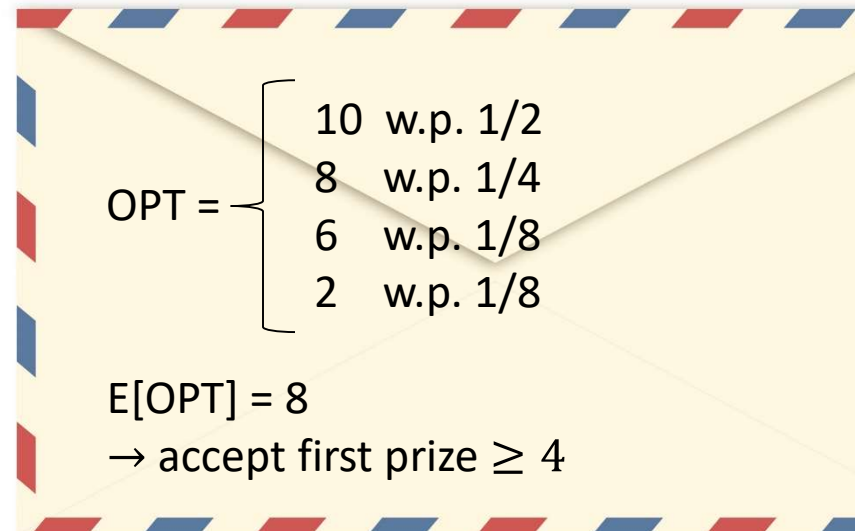 10 w.p. 1/2
8 w.p. 1/4
OPT =
6 w.p. 1/8
2 w.p. 1/8
E[OPT] = 8
→ accept first prize ≥ 4